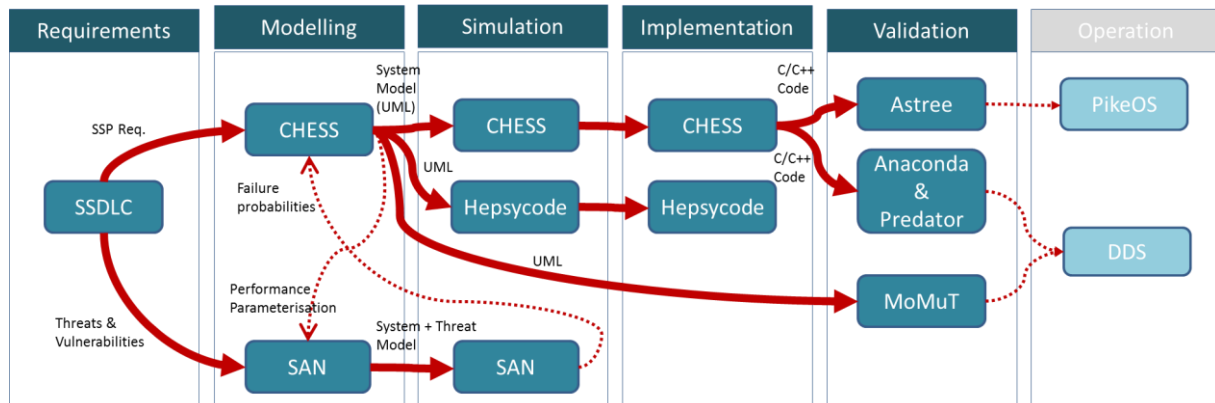 Requirements
Modelling
Simulation
Implementation
Validation
Operation
System
Model
(UML)
C/C++
Code
SSP Req.
CHESS
CHESS
CHESS
Astree
PikeOS
UML
C/C++
Code
Failure
probabilities
SSDLC
Hepsycode
Hepsycode
Anaconda
&
Predator
DDS
UML
Performance
Parameterisation
MoMuT
Threats &
Vulnerabilities
System + Threat
Model
SAN
SAN